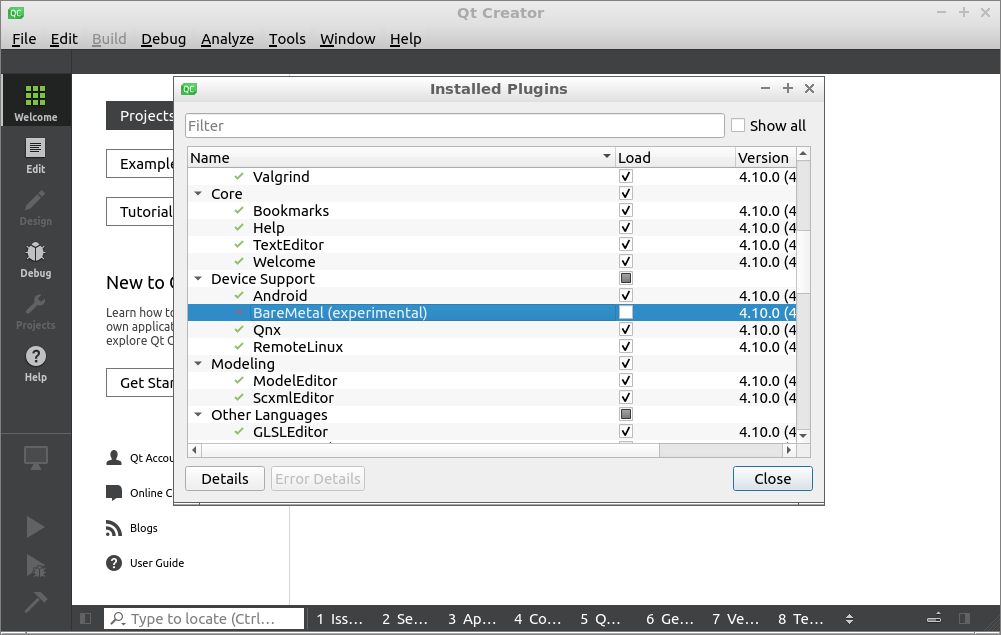 Qt Creator
File Edit Build Debug Analyze Tools Window Help
Welcome
Edit
Design
Debug
Projects
Help
Projects
Example
Tutorial
New to
Learn how to
own applicat
explore Qt C
Get Star
Qt Accou
Online C
Blogs
User Guide
Installed Plugins
Filter
Show all
Name Load Version
Valgrind 4.10.0 (4
Core
Bookmarks 4.10.0 (4
Help 4.10.0 (4
TextEditor 4.10.0 (4
Welcome 4.10.0 (4
Device Support
Android 4.10.0 (4
BareMetal (experimental) 4.10.0 (4
Qnx 4.10.0 (4
RemoteLinux 4.10.0 (4
Modeling
ModelEditor 4.10.0 (4
ScxmlEditor 4.10.0 (4
Other Languages
GLSLEditor 4.10.0 (4
Details
Error Details
Close
Type to locate (Ctrl...
1 Iss... 2 Se... 3 Ap... 4 Co... 5 Q... 6 Ge... 7 Ve... 8 Te...